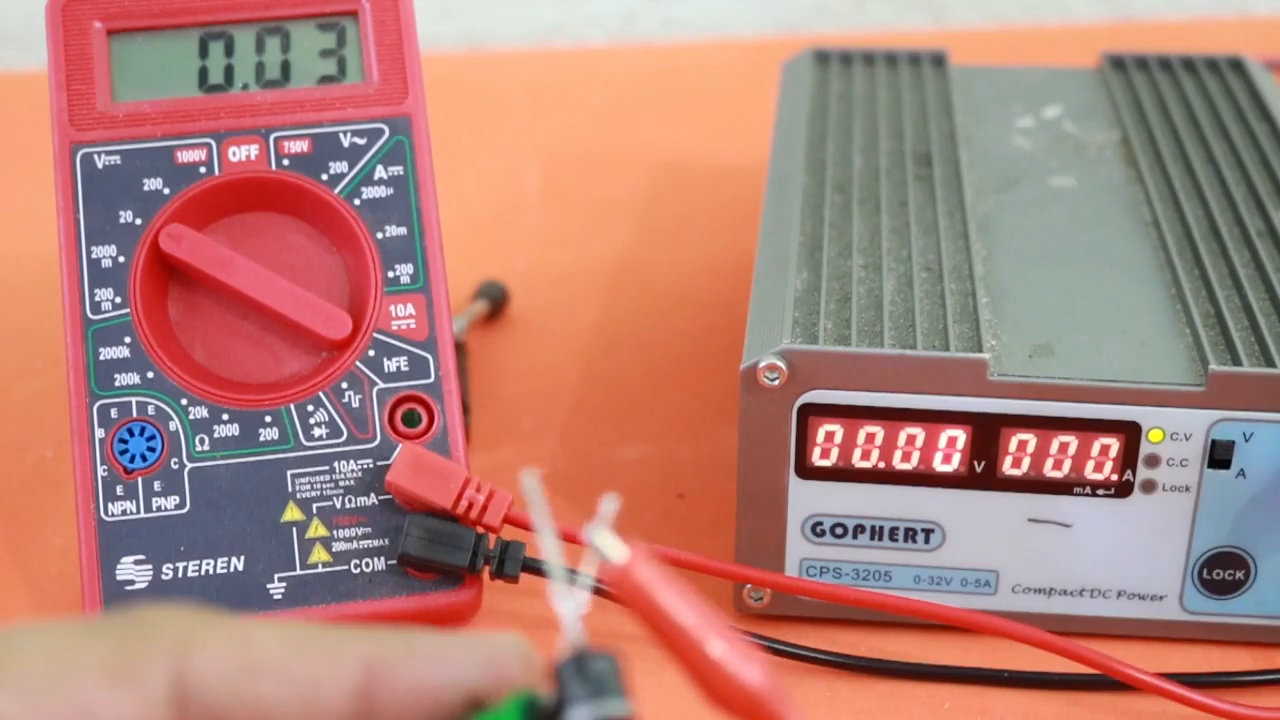 0.03
V⎓
1000V
OFF
750V
V~
200
200
A⎓
2000µ
20
20m
2000
m
200
m
200
m
10A
2000k
200k
hFE
20k
Ω
2000
200
E
E
B
B
C
C
E
E
NPN
PNP
10A⎓
UNFUSED 10A MAX
FOR 10 sec MAX
EVERY 15min
VΩmA
750V~
1000V⎓
200mA⎓MAX
COM
STEREN
00.00 V
000. A
mA
C.V
C.C
Lock
V
A
GOPHERT
CPS-3205 0-32V 0-5A
Compact DC Power
LOCK